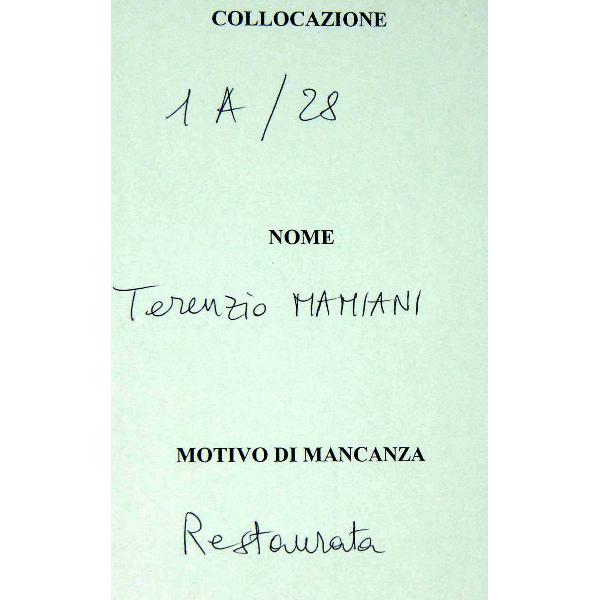 COLLOCAZIONE
1 A / 28
NOME
Terenzio MAMIANI
MOTIVO DI MANCANZA
Restaurata